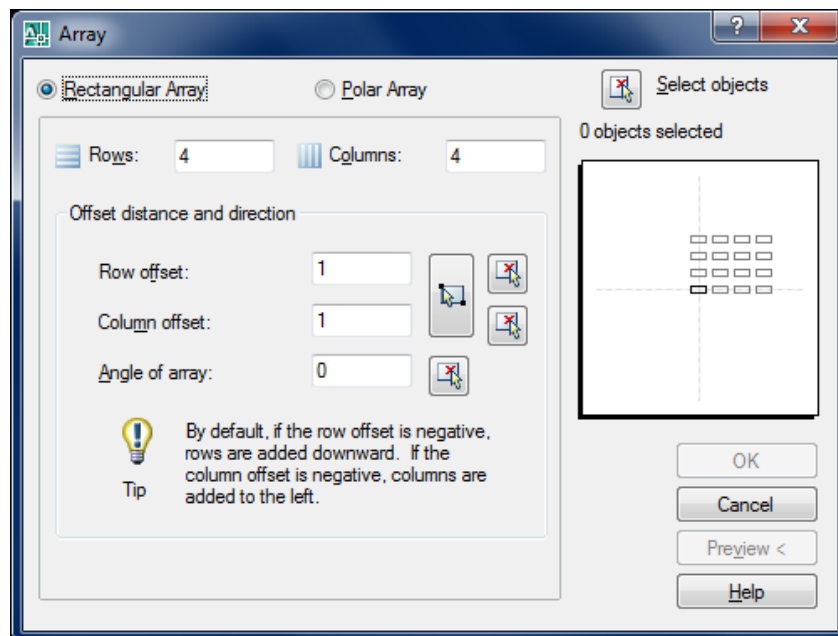 Array
Rectangular Array
Polar Array
Select objects
0 objects selected
Rows: 4
Columns: 4
Offset distance and direction
Row offset: 1
Column offset: 1
Angle of array: 0
By default, if the row offset is negative,
rows are added downward. If the
column offset is negative, columns are
added to the left.
Tip
OK
Cancel
Preview <
Help